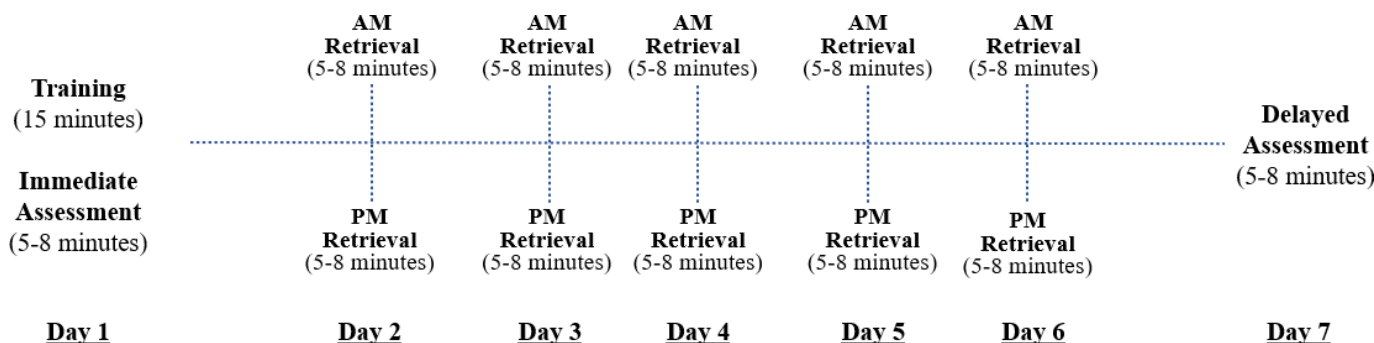 Training
(15 minutes)
Immediate
Assessment
(5-8 minutes)
Day 1
AM
Retrieval
(5-8 minutes)
PM
Retrieval
(5-8 minutes)
Day 2
AM
Retrieval
(5-8 minutes)
PM
Retrieval
(5-8 minutes)
Day 3
AM
Retrieval
(5-8 minutes)
PM
Retrieval
(5-8 minutes)
Day 4
AM
Retrieval
(5-8 minutes)
PM
Retrieval
(5-8 minutes)
Day 5
AM
Retrieval
(5-8 minutes)
PM
Retrieval
(5-8 minutes)
Day 6
Delayed
Assessment
(5-8 minutes)
Day 7